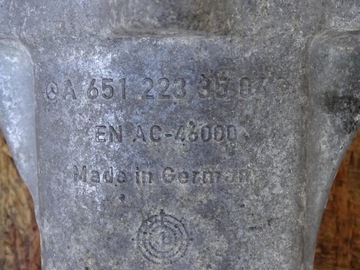 A 651 223 35 04
EN AC-46000
Made in Germany